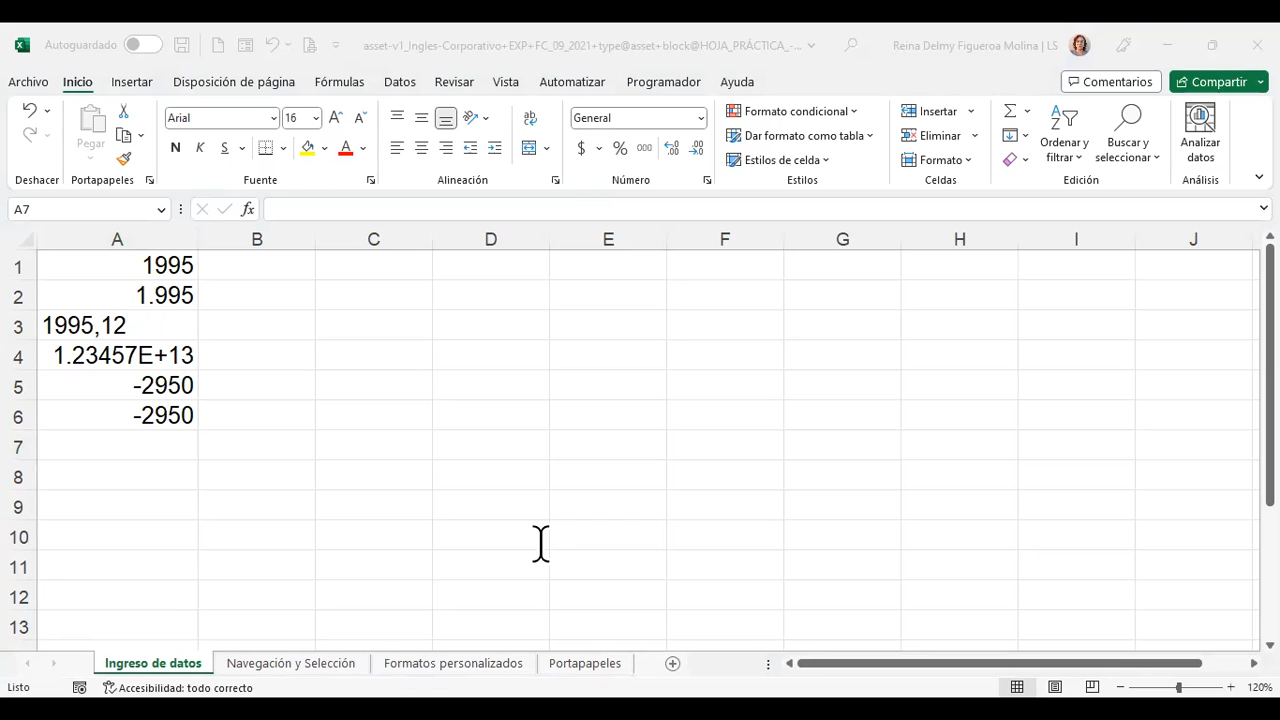 Autoguardado
asset-v1_Ingles-Corporativo+EXP+FC_09_2021+type@asset+block@HOJA_PRÁCTICA_-...
Reina Delmy Figueroa Molina | LS
Archivo Inicio Insertar Disposición de página Fórmulas Datos Revisar Vista Automatizar Programador Ayuda Comentarios Compartir
Arial 16 General Formato condicional Insertar
Pegar Dar formato como tabla Eliminar Ordenar y filtrar Buscar y seleccionar Analizar datos
N K S $ % 000 Estilos de celda Formato
Deshacer Portapapeles Fuente Alineación Número Estilos Celdas Edición Análisis
A7 fx
A B C D E F G H I J
1 1995
2 1.995
3 1995,12
4 1.23457E+13
5 -2950
6 -2950
7
8
9
10
11
12
13
Ingreso de datos Navegación y Selección Formatos personalizados Portapapeles
Listo Accesibilidad: todo correcto 120%